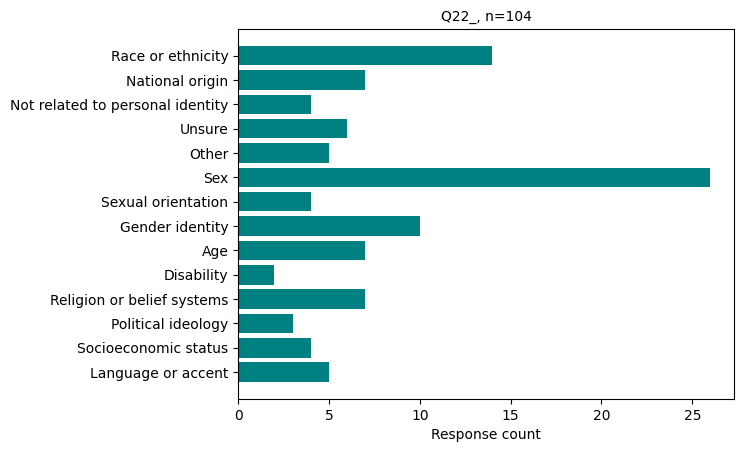 Q22_, n=104
Race or ethnicity
National origin
Not related to personal identity
Unsure
Other
Sex
Sexual orientation
Gender identity
Age
Disability
Religion or belief systems
Political ideology
Socioeconomic status
Language or accent
0 5 10 15 20 25
Response count